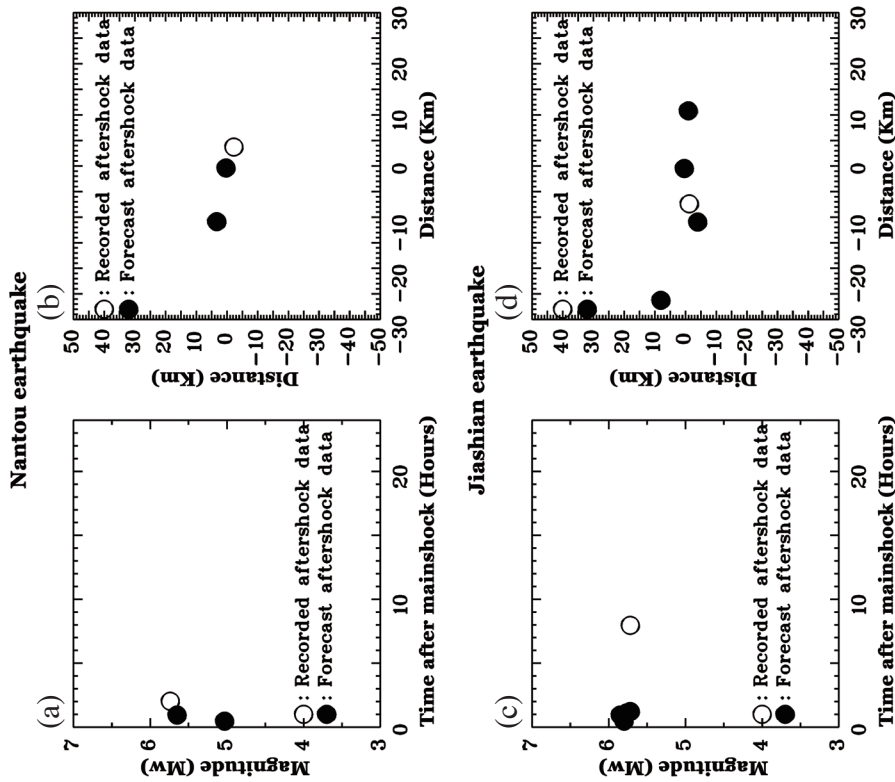 Nantou earthquake
(a)
7
6
5
4
3
Magnitude (Mw)
: Recorded aftershock data
: Forecast aftershock data
0 10 20
Time after mainshock (Hours)
(b)
50
40
30
20
10
0
-10
-20
-30
-40
-50
Distance (Km)
: Recorded aftershock data
: Forecast aftershock data
-30 -20 -10 0 10 20 30
Distance (Km)
Jiashian earthquake
(c)
7
6
5
4
3
Magnitude (Mw)
: Recorded aftershock data
: Forecast aftershock data
0 10 20
Time after mainshock (Hours)
(d)
50
40
30
20
10
0
-10
-20
-30
-40
-50
Distance (Km)
: Recorded aftershock data
: Forecast aftershock data
-30 -20 -10 0 10 20 30
Distance (Km)